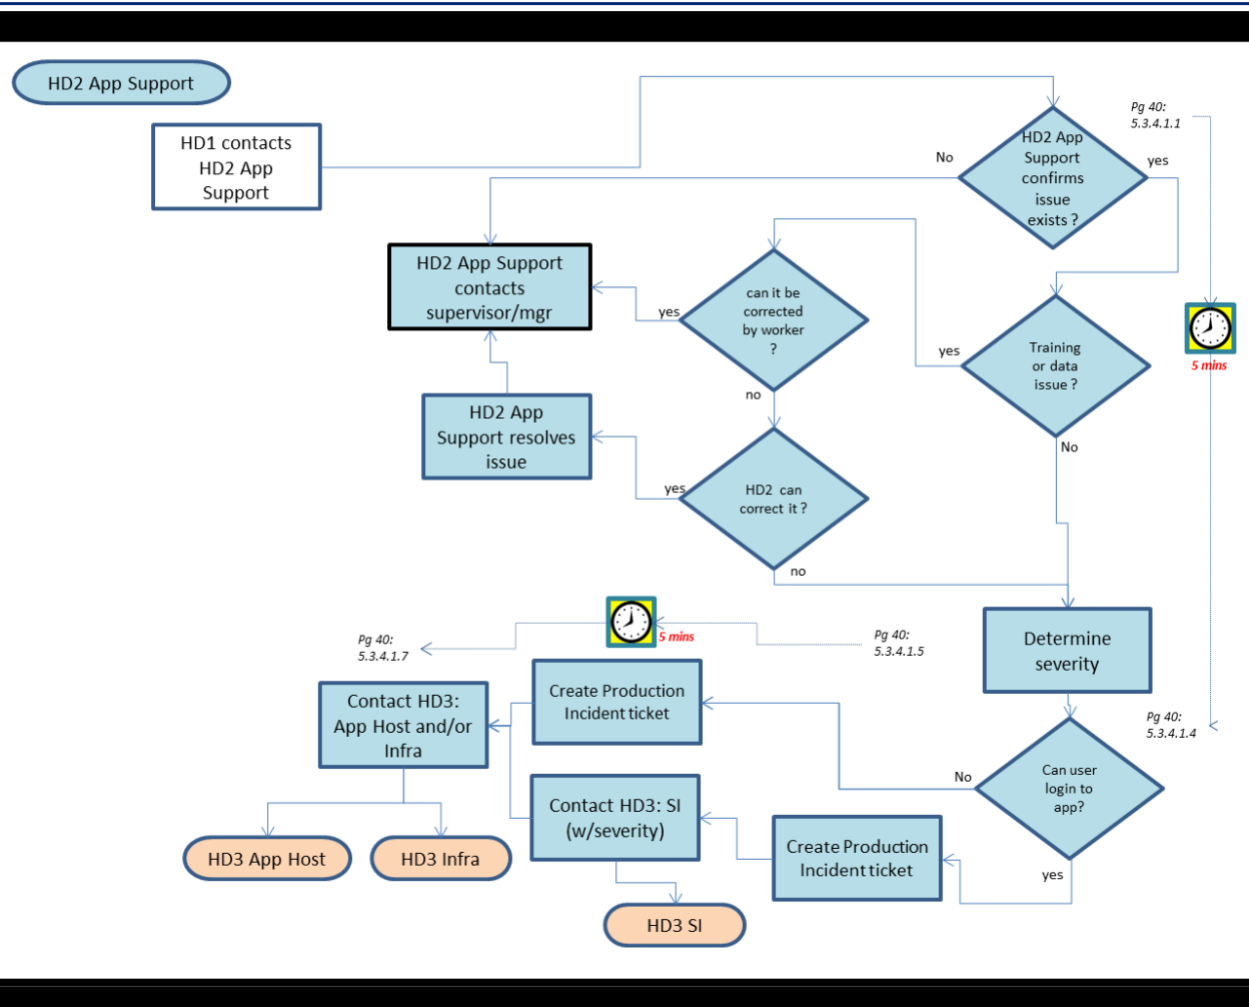 HD2 App Support
HD1 contacts
HD2 App
Support
Pg 40:
5.3.4.1.1
HD2 App
Support
confirms
issue
exists ?
No
yes
HD2 App Support
contacts
supervisor/mgr
can it be
corrected
by worker
?
yes
no
Training
or data
issue ?
yes
No
5 mins
HD2 App
Support resolves
issue
HD2 can
correct it ?
yes
no
Determine
severity
Pg 40:
5.3.4.1.7
5 mins
Pg 40:
5.3.4.1.5
Pg 40:
5.3.4.1.4
Contact HD3:
App Host and/or
Infra
Create Production
Incident ticket
Can user
login to
app?
No
yes
Contact HD3: SI
(w/severity)
Create Production
Incident ticket
HD3 App Host
HD3 Infra
HD3 SI